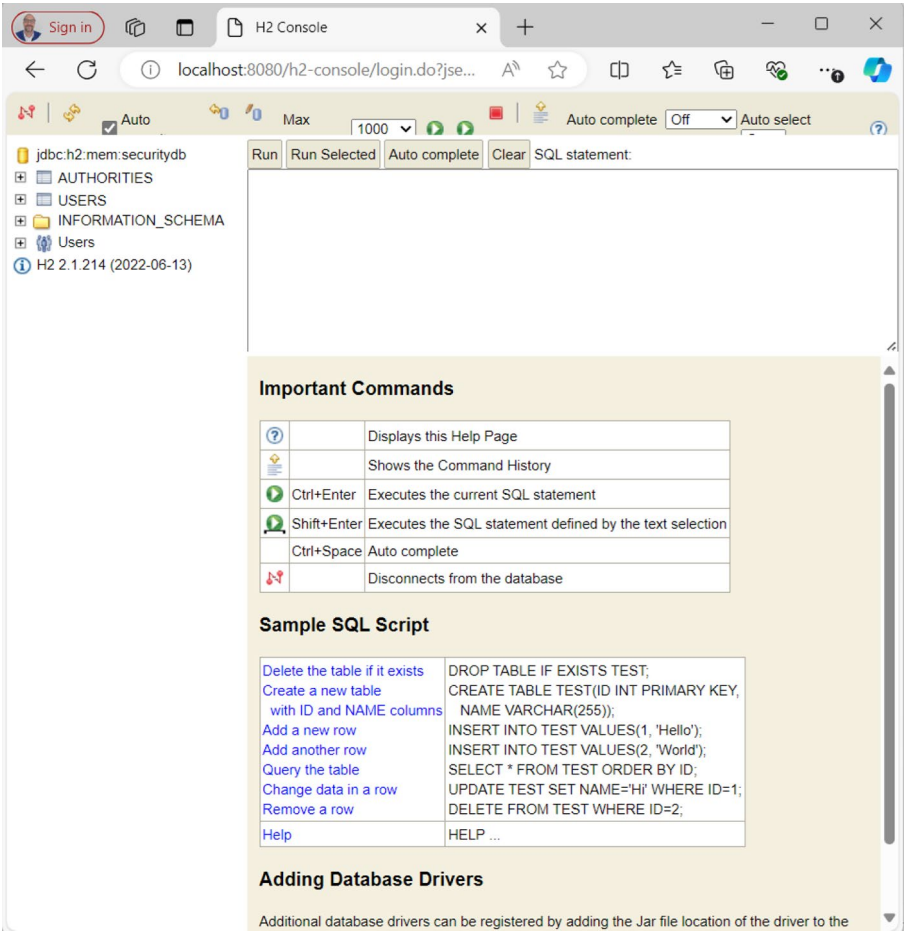 Sign in
H2 Console
localhost:8080/h2-console/login.do?jse...
Auto
Max
1000
Auto complete Off Auto select
jdbc:h2:mem:securitydb
AUTHORITIES
USERS
INFORMATION_SCHEMA
Users
H2 2.1.214 (2022-06-13)
Run Run Selected Auto complete Clear SQL statement:
Important Commands
Displays this Help Page
Shows the Command History
Ctrl+Enter Executes the current SQL statement
Shift+Enter Executes the SQL statement defined by the text selection
Ctrl+Space Auto complete
Disconnects from the database
Sample SQL Script
Delete the table if it exists DROP TABLE IF EXISTS TEST;
Create a new table CREATE TABLE TEST(ID INT PRIMARY KEY,
with ID and NAME columns NAME VARCHAR(255));
Add a new row INSERT INTO TEST VALUES(1, 'Hello');
Add another row INSERT INTO TEST VALUES(2, 'World');
Query the table SELECT * FROM TEST ORDER BY ID;
Change data in a row UPDATE TEST SET NAME='Hi' WHERE ID=1;
Remove a row DELETE FROM TEST WHERE ID=2;
Help HELP ...
Adding Database Drivers
Additional database drivers can be registered by adding the Jar file location of the driver to the